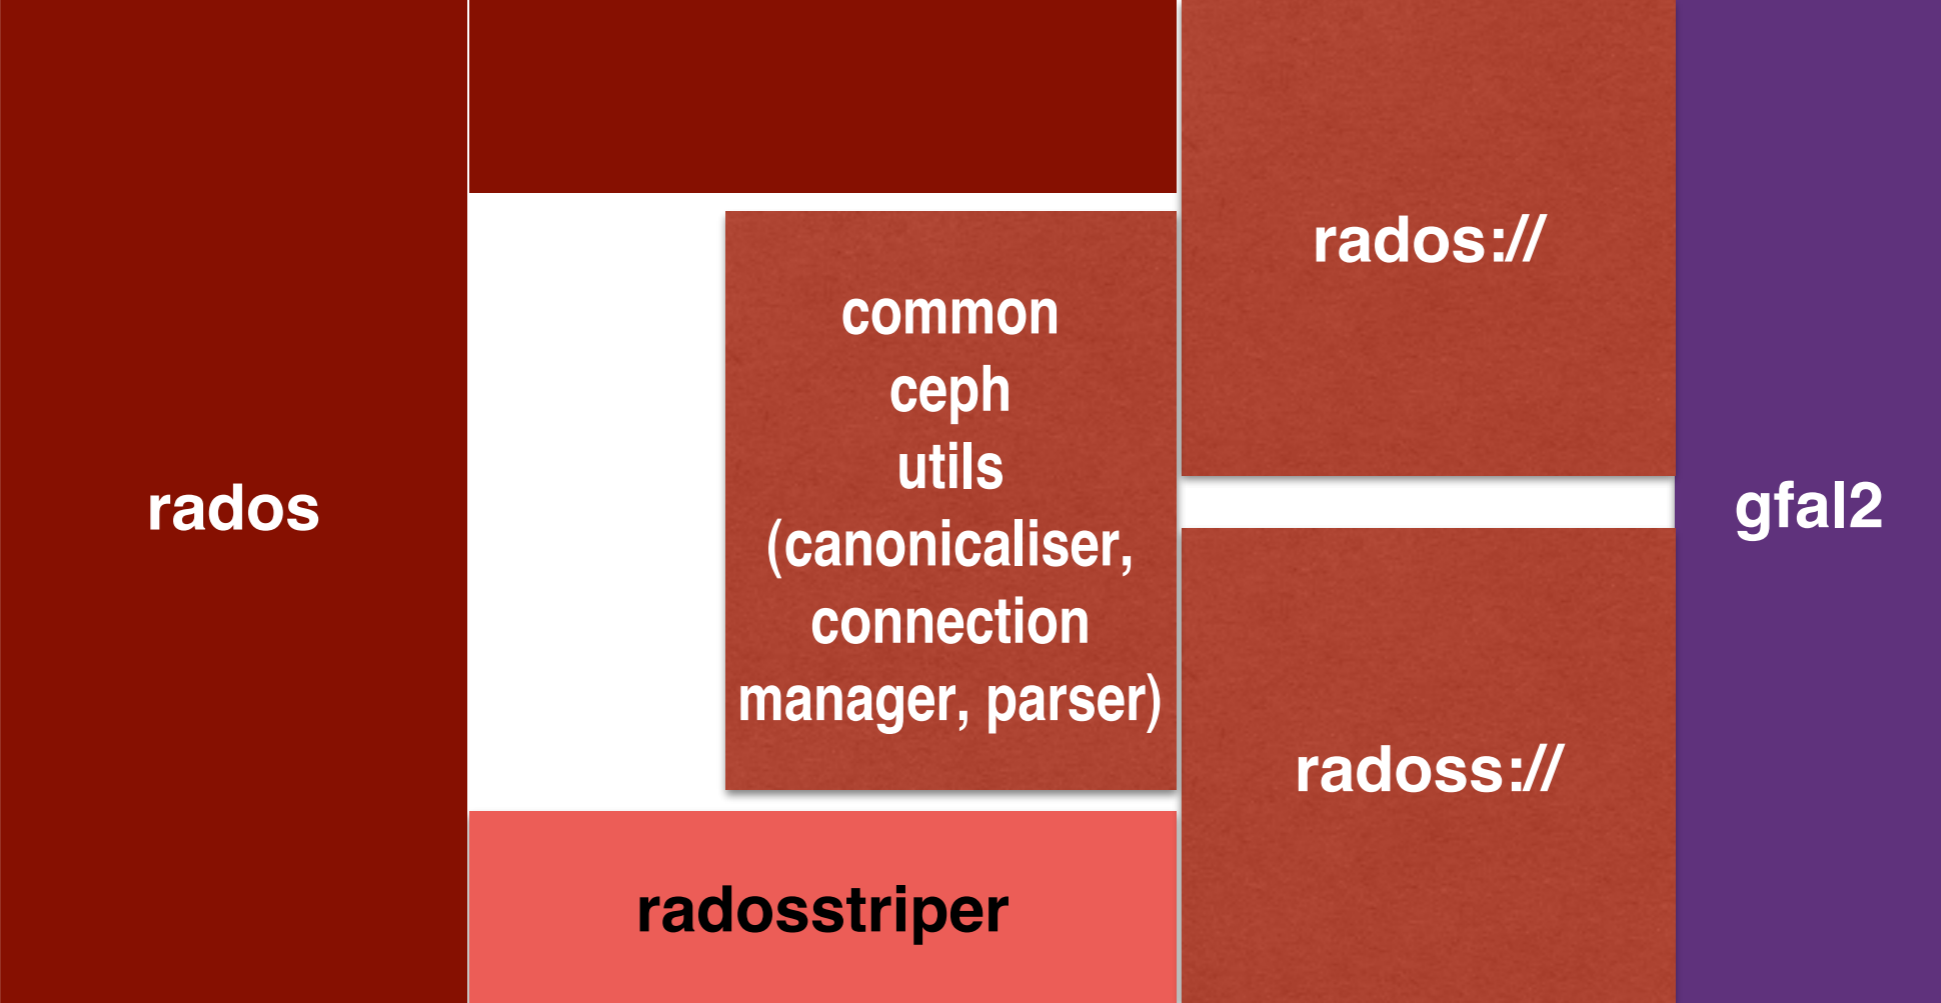 rados
common
ceph
utils
(canonicaliser,
connection
manager, parser)
radosstriper
rados://
radoss://
gfal2